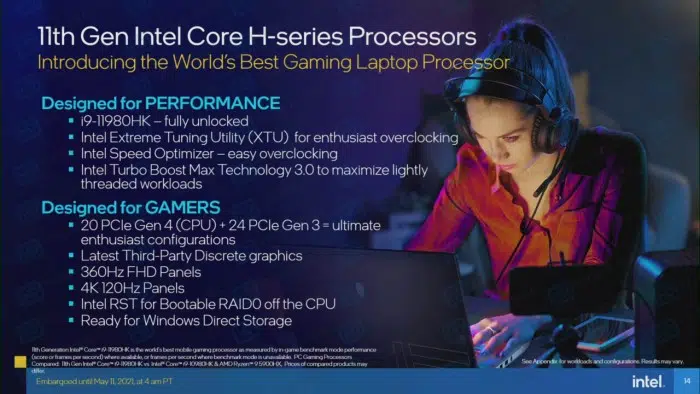 11th Gen Intel Core H-series Processors
Introducing the World's Best Gaming Laptop Processor
Designed for PERFORMANCE
▪ i9-11980HK – fully unlocked
▪ Intel Extreme Tuning Utility (XTU) for enthusiast overclocking
▪ Intel Speed Optimizer – easy overclocking
▪ Intel Turbo Boost Max Technology 3.0 to maximize lightly
threaded workloads
Designed for GAMERS
▪ 20 PCIe Gen 4 (CPU) + 24 PCIe Gen 3 = ultimate
enthusiast configurations
▪ Latest Third-Party Discrete graphics
▪ 360Hz FHD Panels
▪ 4K 120Hz Panels
▪ Intel RST for Bootable RAID0 off the CPU
▪ Ready for Windows Direct Storage
11th Generation Intel® Core™ i9-11980HK is the world's best mobile gaming processor as measured by in-game benchmark mode performance
(score or frames per second) where available, or frames per second where benchmark mode is unavailable. PC Gaming Processors
Compared: 11th Gen Intel® Core™ i9-11980HK vs. Intel® Core™ i9-10980HK & AMD Ryzen™ 9 5900HX. Prices of compared products may
differ.
See Appendix for workloads and configurations. Results may vary.
Embargoed until May 11, 2021, at 4 am PT
intel.
14